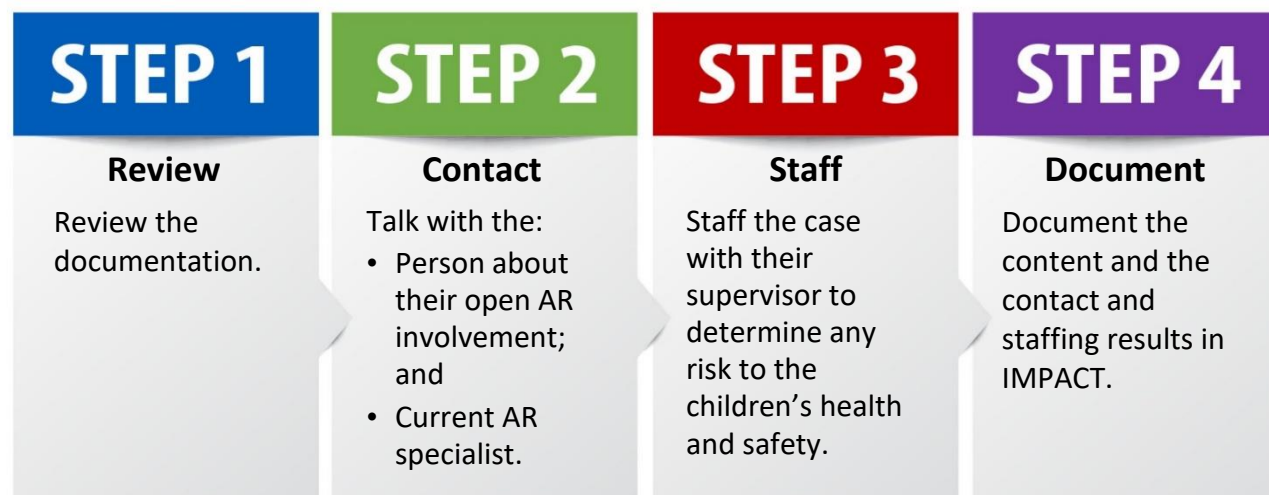 STEP 1
Review
Review the
documentation.
STEP 2
Contact
Talk with the:
• Person about
their open AR
involvement;
and
• Current AR
specialist.
STEP 3
Staff
Staff the case
with their
supervisor to
determine any
risk to the
children’s health
and safety.
STEP 4
Document
Document the
content and the
contact and
staffing results in
IMPACT.